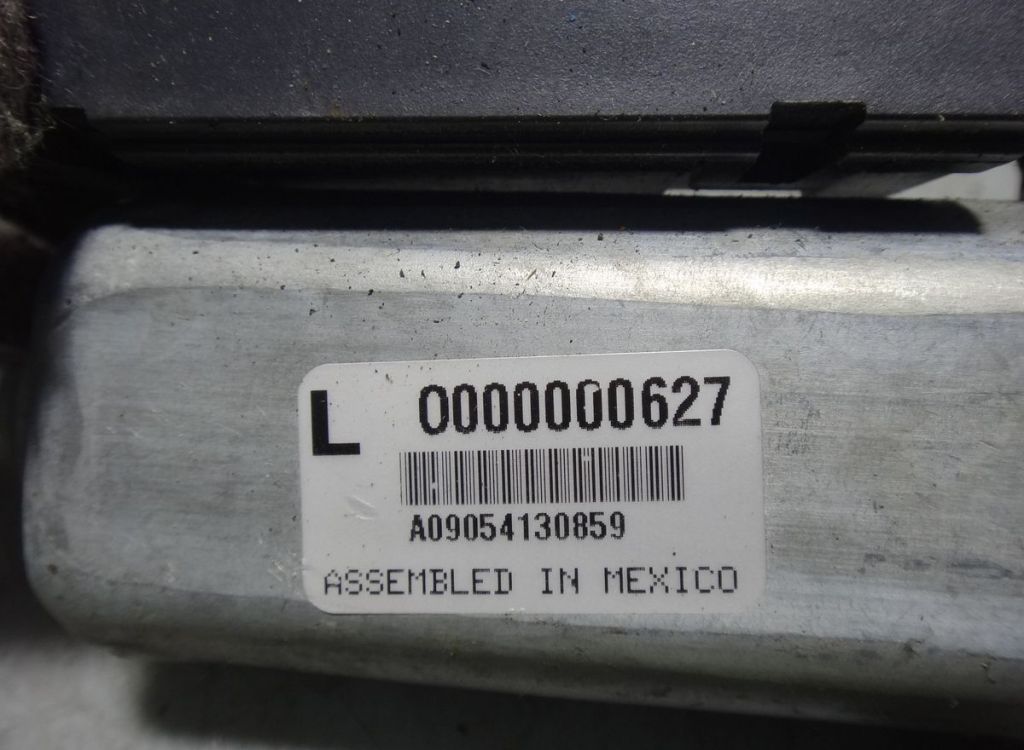 L 0000000627
A09054130859
ASSEMBLED IN MEXICO